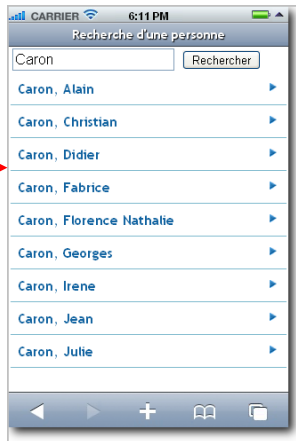 CARRIER 6:11 PM
Recherche d'une personne
Caron Rechercher
Caron, Alain
Caron, Christian
Caron, Didier
Caron, Fabrice
Caron, Florence Nathalie
Caron, Georges
Caron, Irene
Caron, Jean
Caron, Julie